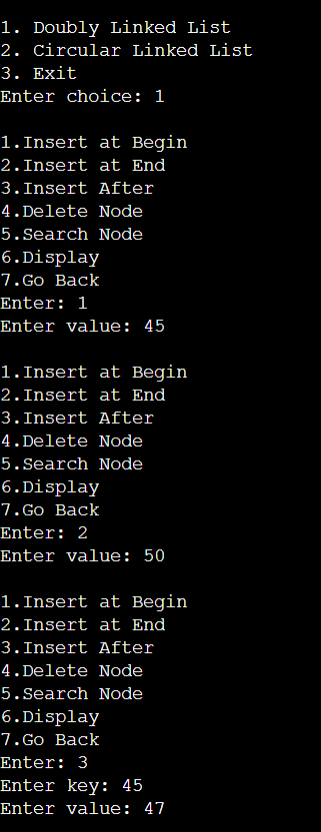 1. Doubly Linked List
2. Circular Linked List
3. Exit
Enter choice: 1
1.Insert at Begin
2.Insert at End
3.Insert After
4.Delete Node
5.Search Node
6.Display
7.Go Back
Enter: 1
Enter value: 45
1.Insert at Begin
2.Insert at End
3.Insert After
4.Delete Node
5.Search Node
6.Display
7.Go Back
Enter: 2
Enter value: 50
1.Insert at Begin
2.Insert at End
3.Insert After
4.Delete Node
5.Search Node
6.Display
7.Go Back
Enter: 3
Enter key: 45
Enter value: 47